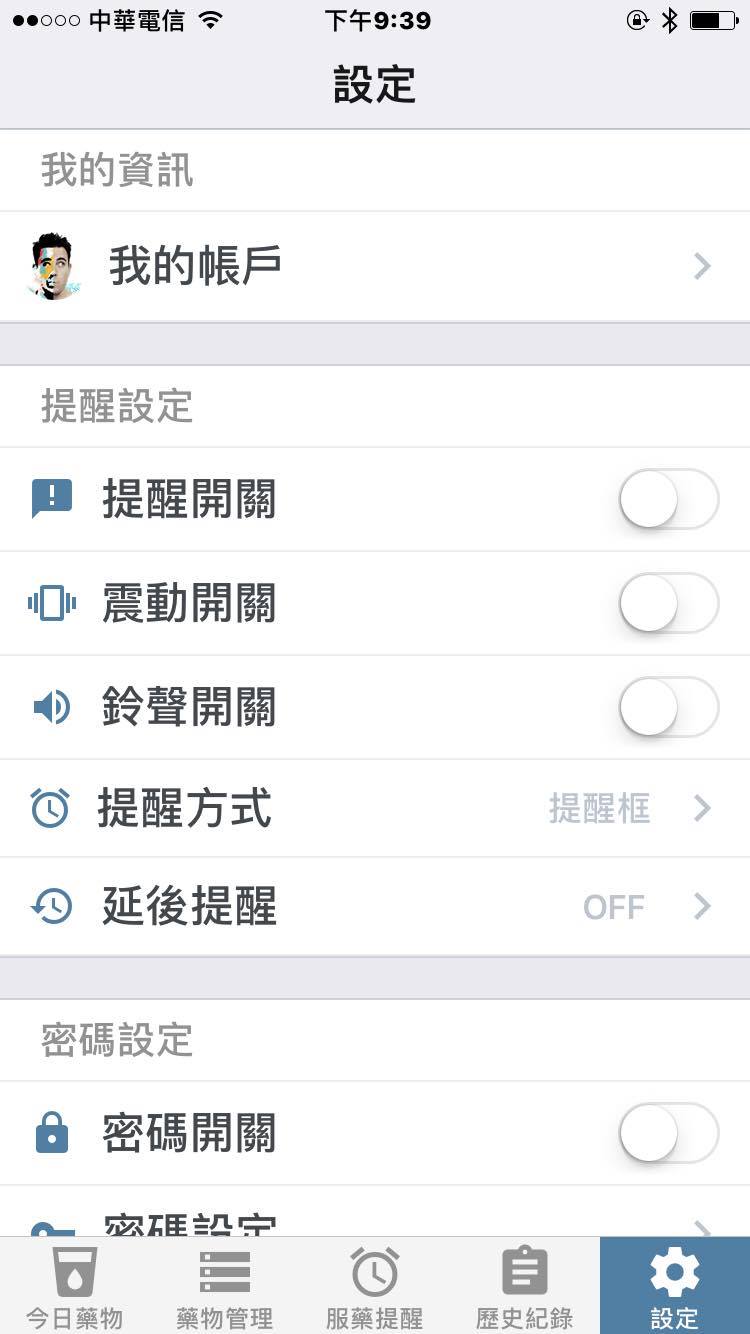 中華電信 下午9:39
設定
我的資訊
我的帳戶
提醒設定
提醒開關
震動開關
鈴聲開關
提醒方式 提醒框
延後提醒 OFF
密碼設定
密碼開關
密碼設定
今日藥物 藥物管理 服藥提醒 歷史紀錄 設定